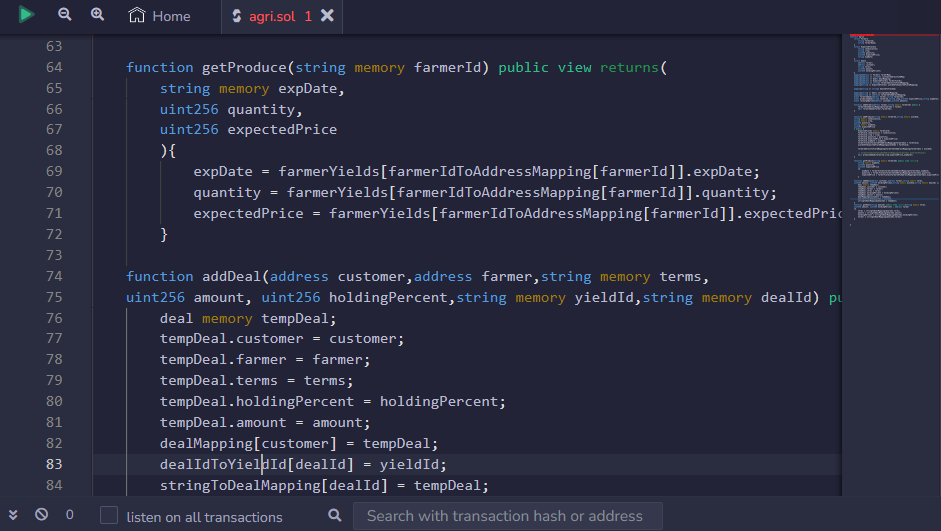 Home
agri.sol 1
63
64 function getProduce(string memory farmerId) public view returns(
65 string memory expDate,
66 uint256 quantity,
67 uint256 expectedPrice
68 ){
69 expDate = farmerYields[farmerIdToAddressMapping[farmerId]].expDate;
70 quantity = farmerYields[farmerIdToAddressMapping[farmerId]].quantity;
71 expectedPrice = farmerYields[farmerIdToAddressMapping[farmerId]].expectedPric
72 }
73
74 function addDeal(address customer,address farmer,string memory terms,
75 uint256 amount, uint256 holdingPercent,string memory yieldId,string memory dealId) pu
76 deal memory tempDeal;
77 tempDeal.customer = customer;
78 tempDeal.farmer = farmer;
79 tempDeal.terms = terms;
80 tempDeal.holdingPercent = holdingPercent;
81 tempDeal.amount = amount;
82 dealMapping[customer] = tempDeal;
83 dealIdToYieldId[dealId] = yieldId;
84 stringToDealMapping[dealId] = tempDeal;
0 listen on all transactions Search with transaction hash or address